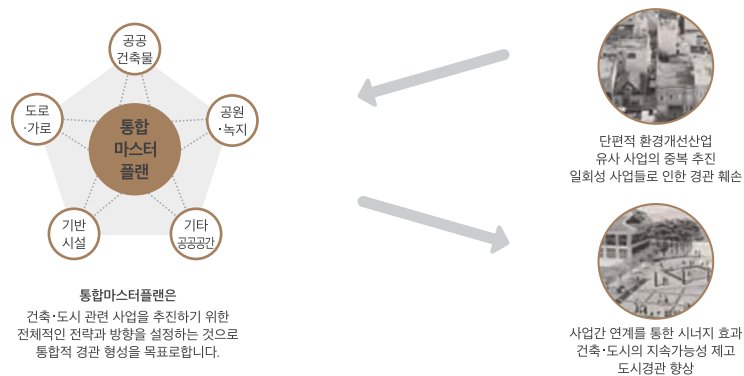 공공
건축물
도로
·가로
공원
·녹지
통합
마스터
플랜
기반
시설
기타
공공공간
통합마스터플랜은
건축·도시 관련 사업을 추진하기 위한
전체적인 전략과 방향을 설정하는 것으로
통합적 경관 형성을 목표로합니다.
단편적 환경개선산업
유사 사업의 중복 추진
일회성 사업들로 인한 경관 훼손
사업간 연계를 통한 시너지 효과
건축·도시의 지속가능성 제고
도시경관 향상